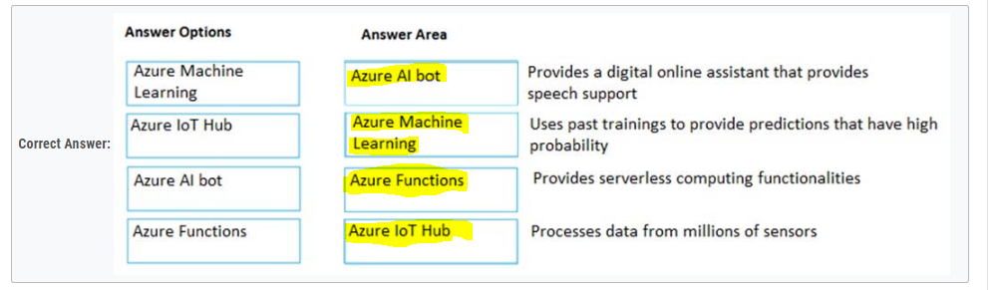 Answer Options
Answer Area
Azure Machine
Learning
Azure AI bot
Provides a digital online assistant that provides
speech support
Azure IoT Hub
Azure Machine
Learning
Uses past trainings to provide predictions that have high
probability
Correct Answer:
Azure AI bot
Azure Functions
Provides serverless computing functionalities
Azure Functions
Azure IoT Hub
Processes data from millions of sensors